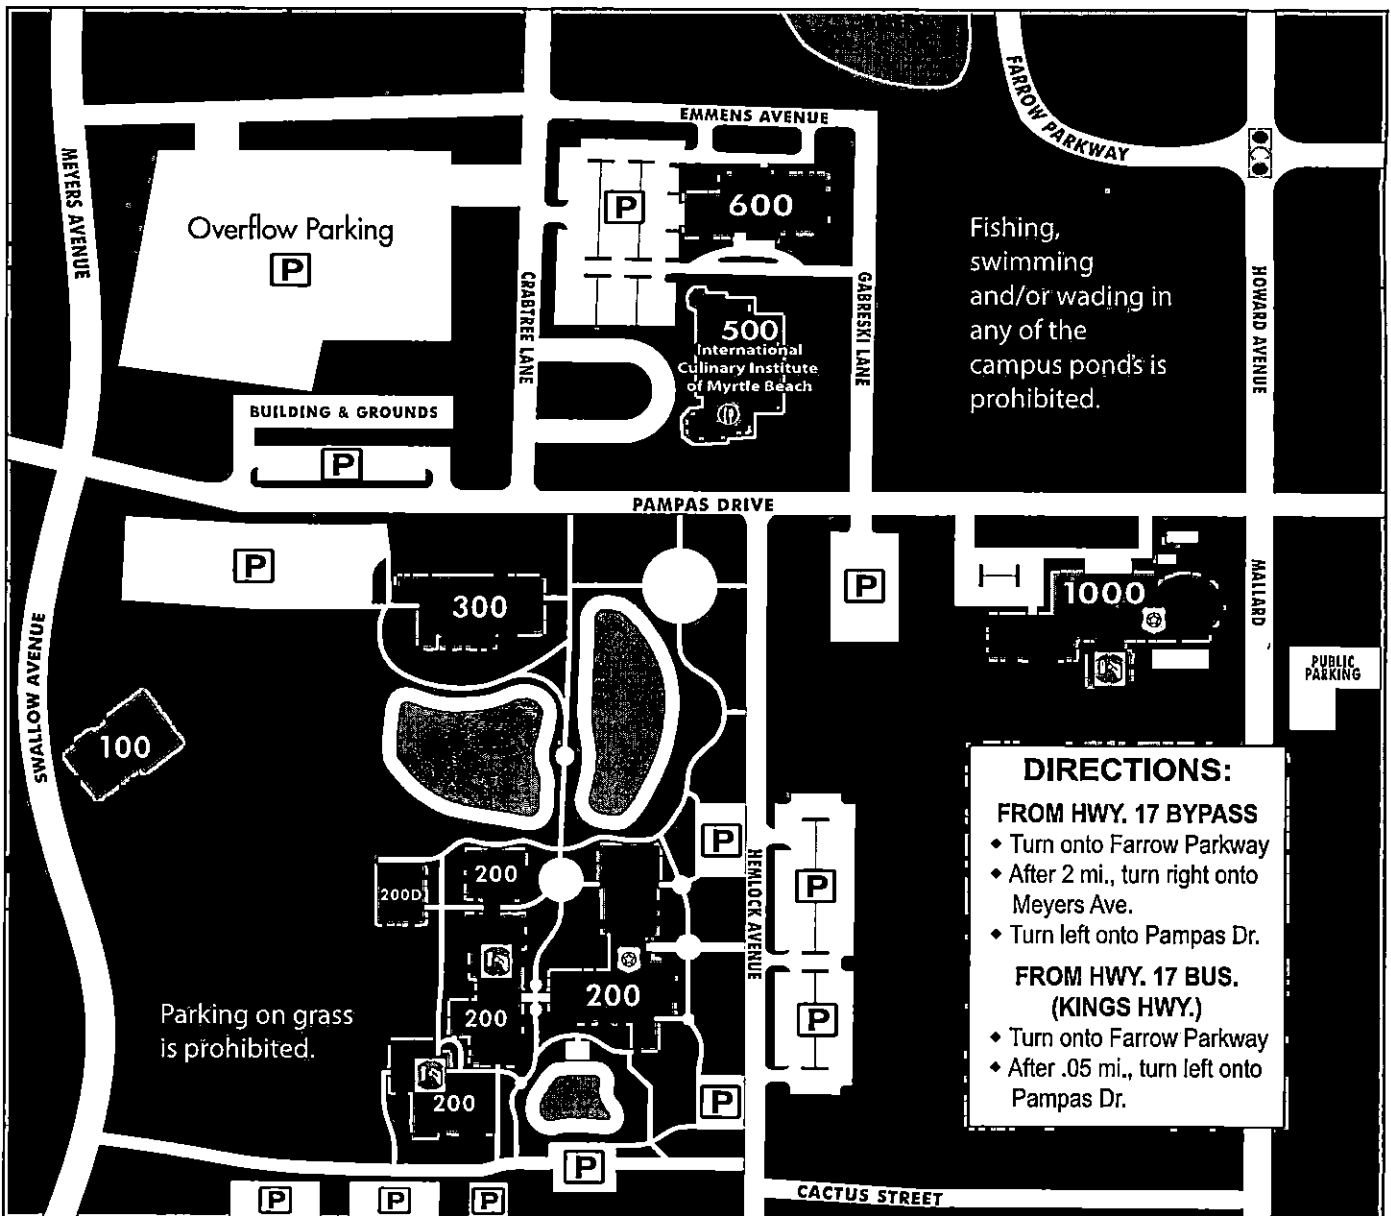 EMMENS AVENUE
FARROW PARKWAY
MEYERS AVENUE
Overflow Parking
P
P
600
Fishing,
swimming
and/or wading in
any of the
campus pond's is
prohibited.
CRABTREE LANE
GABRESKI LANE
HOWARD AVENUE
500
International
Culinary Institute
of Myrtle Beach
BUILDING & GROUNDS
P
PAMPAS DRIVE
P
300
P
1000
MALLARD
PUBLIC
PARKING
SWALLOW AVENUE
100
DIRECTIONS:
FROM HWY. 17 BYPASS
◆ Turn onto Farrow Parkway
◆ After 2 mi., turn right onto
Meyers Ave.
◆ Turn left onto Pampas Dr.
FROM HWY. 17 BUS.
(KINGS HWY.)
◆ Turn onto Farrow Parkway
◆ After .05 mi., turn left onto
Pampas Dr.
P
HEMLOCK AVENUE
P
200
200D
200
200
P
Parking on grass
is prohibited.
200
P
P
P
P
P
CACTUS STREET